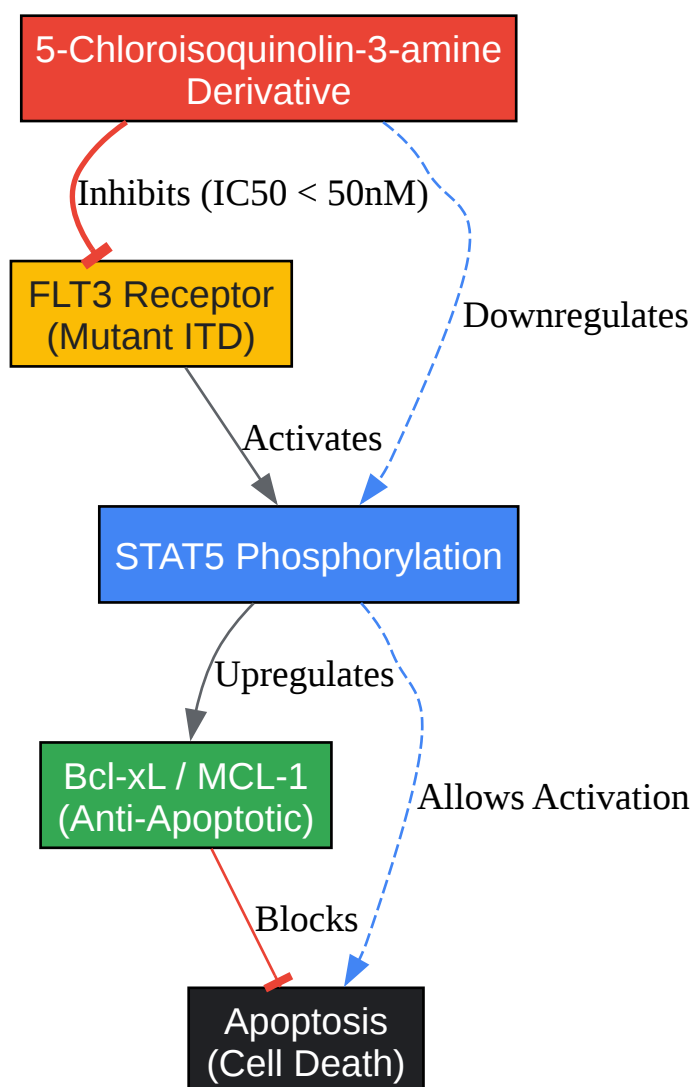 5-Chloroisoquinolin-3-amine
Derivative
Inhibits (IC50 < 50nM)
FLT3 Receptor
(Mutant ITD)
Downregulates
Activates
STAT5 Phosphorylation
Upregulates
Bcl-xL / MCL-1
(Anti-Apoptotic)
Allows Activation
Blocks
Apoptosis
(Cell Death)